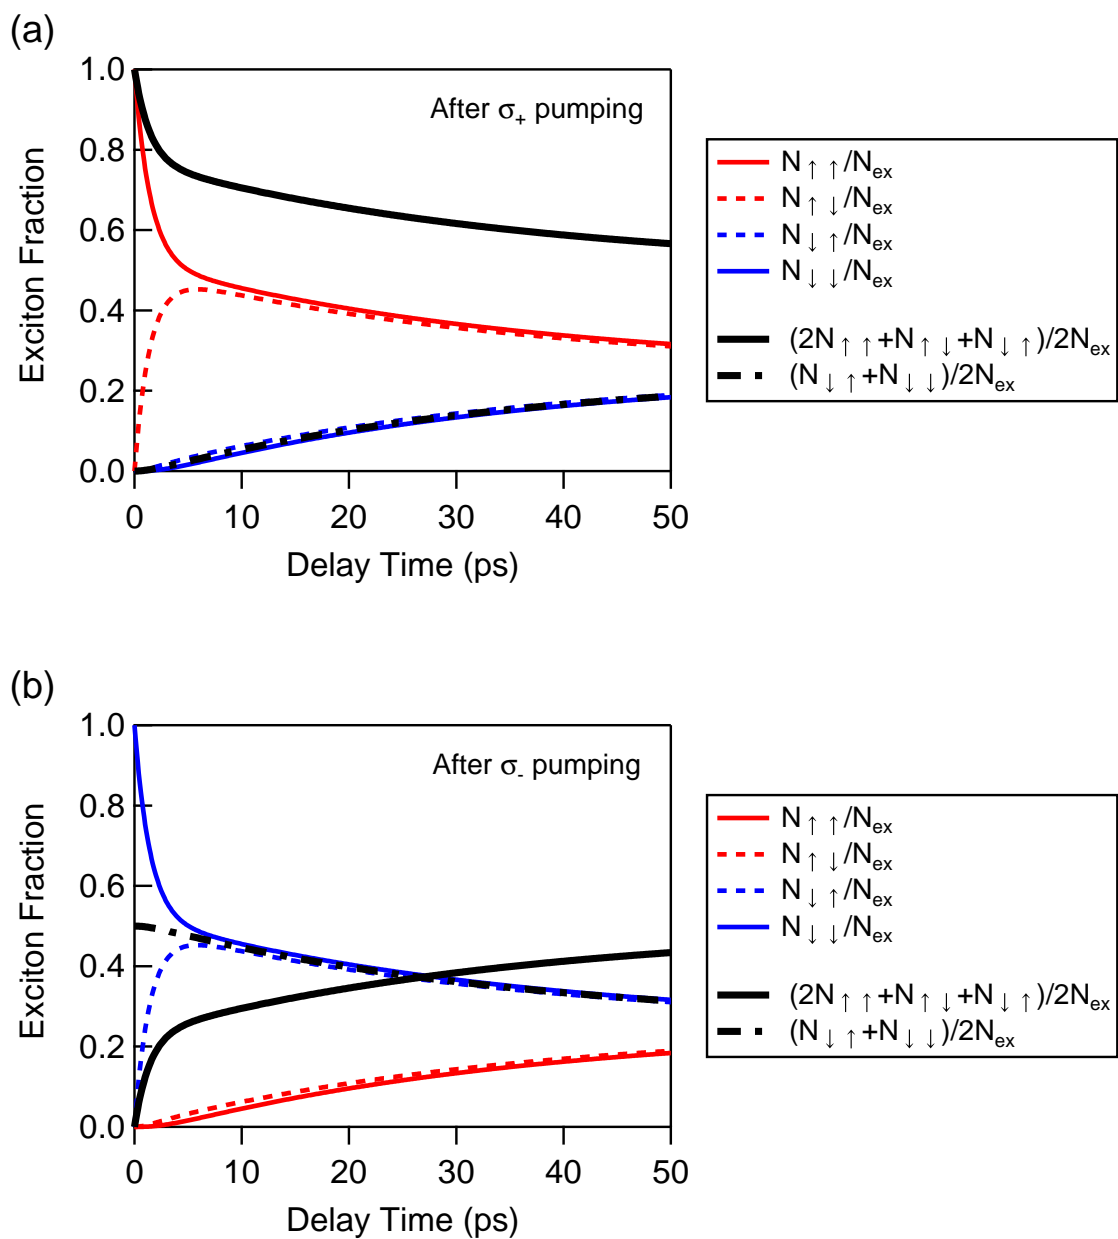 (a)
1.0
0.8
0.6
0.4
0.2
0.0
Exciton Fraction
After σ+ pumping
0 10 20 30 40 50
Delay Time (ps)
N↑↑/Nex
N↑↓/Nex
N↓↑/Nex
N↓↓/Nex
(2N↑↑+N↑↓+N↓↑)/2Nex
(N↓↑+N↓↓)/2Nex
(b)
1.0
0.8
0.6
0.4
0.2
0.0
Exciton Fraction
After σ- pumping
0 10 20 30 40 50
Delay Time (ps)
N↑↑/Nex
N↑↓/Nex
N↓↑/Nex
N↓↓/Nex
(2N↑↑+N↑↓+N↓↑)/2Nex
(N↓↑+N↓↓)/2Nex